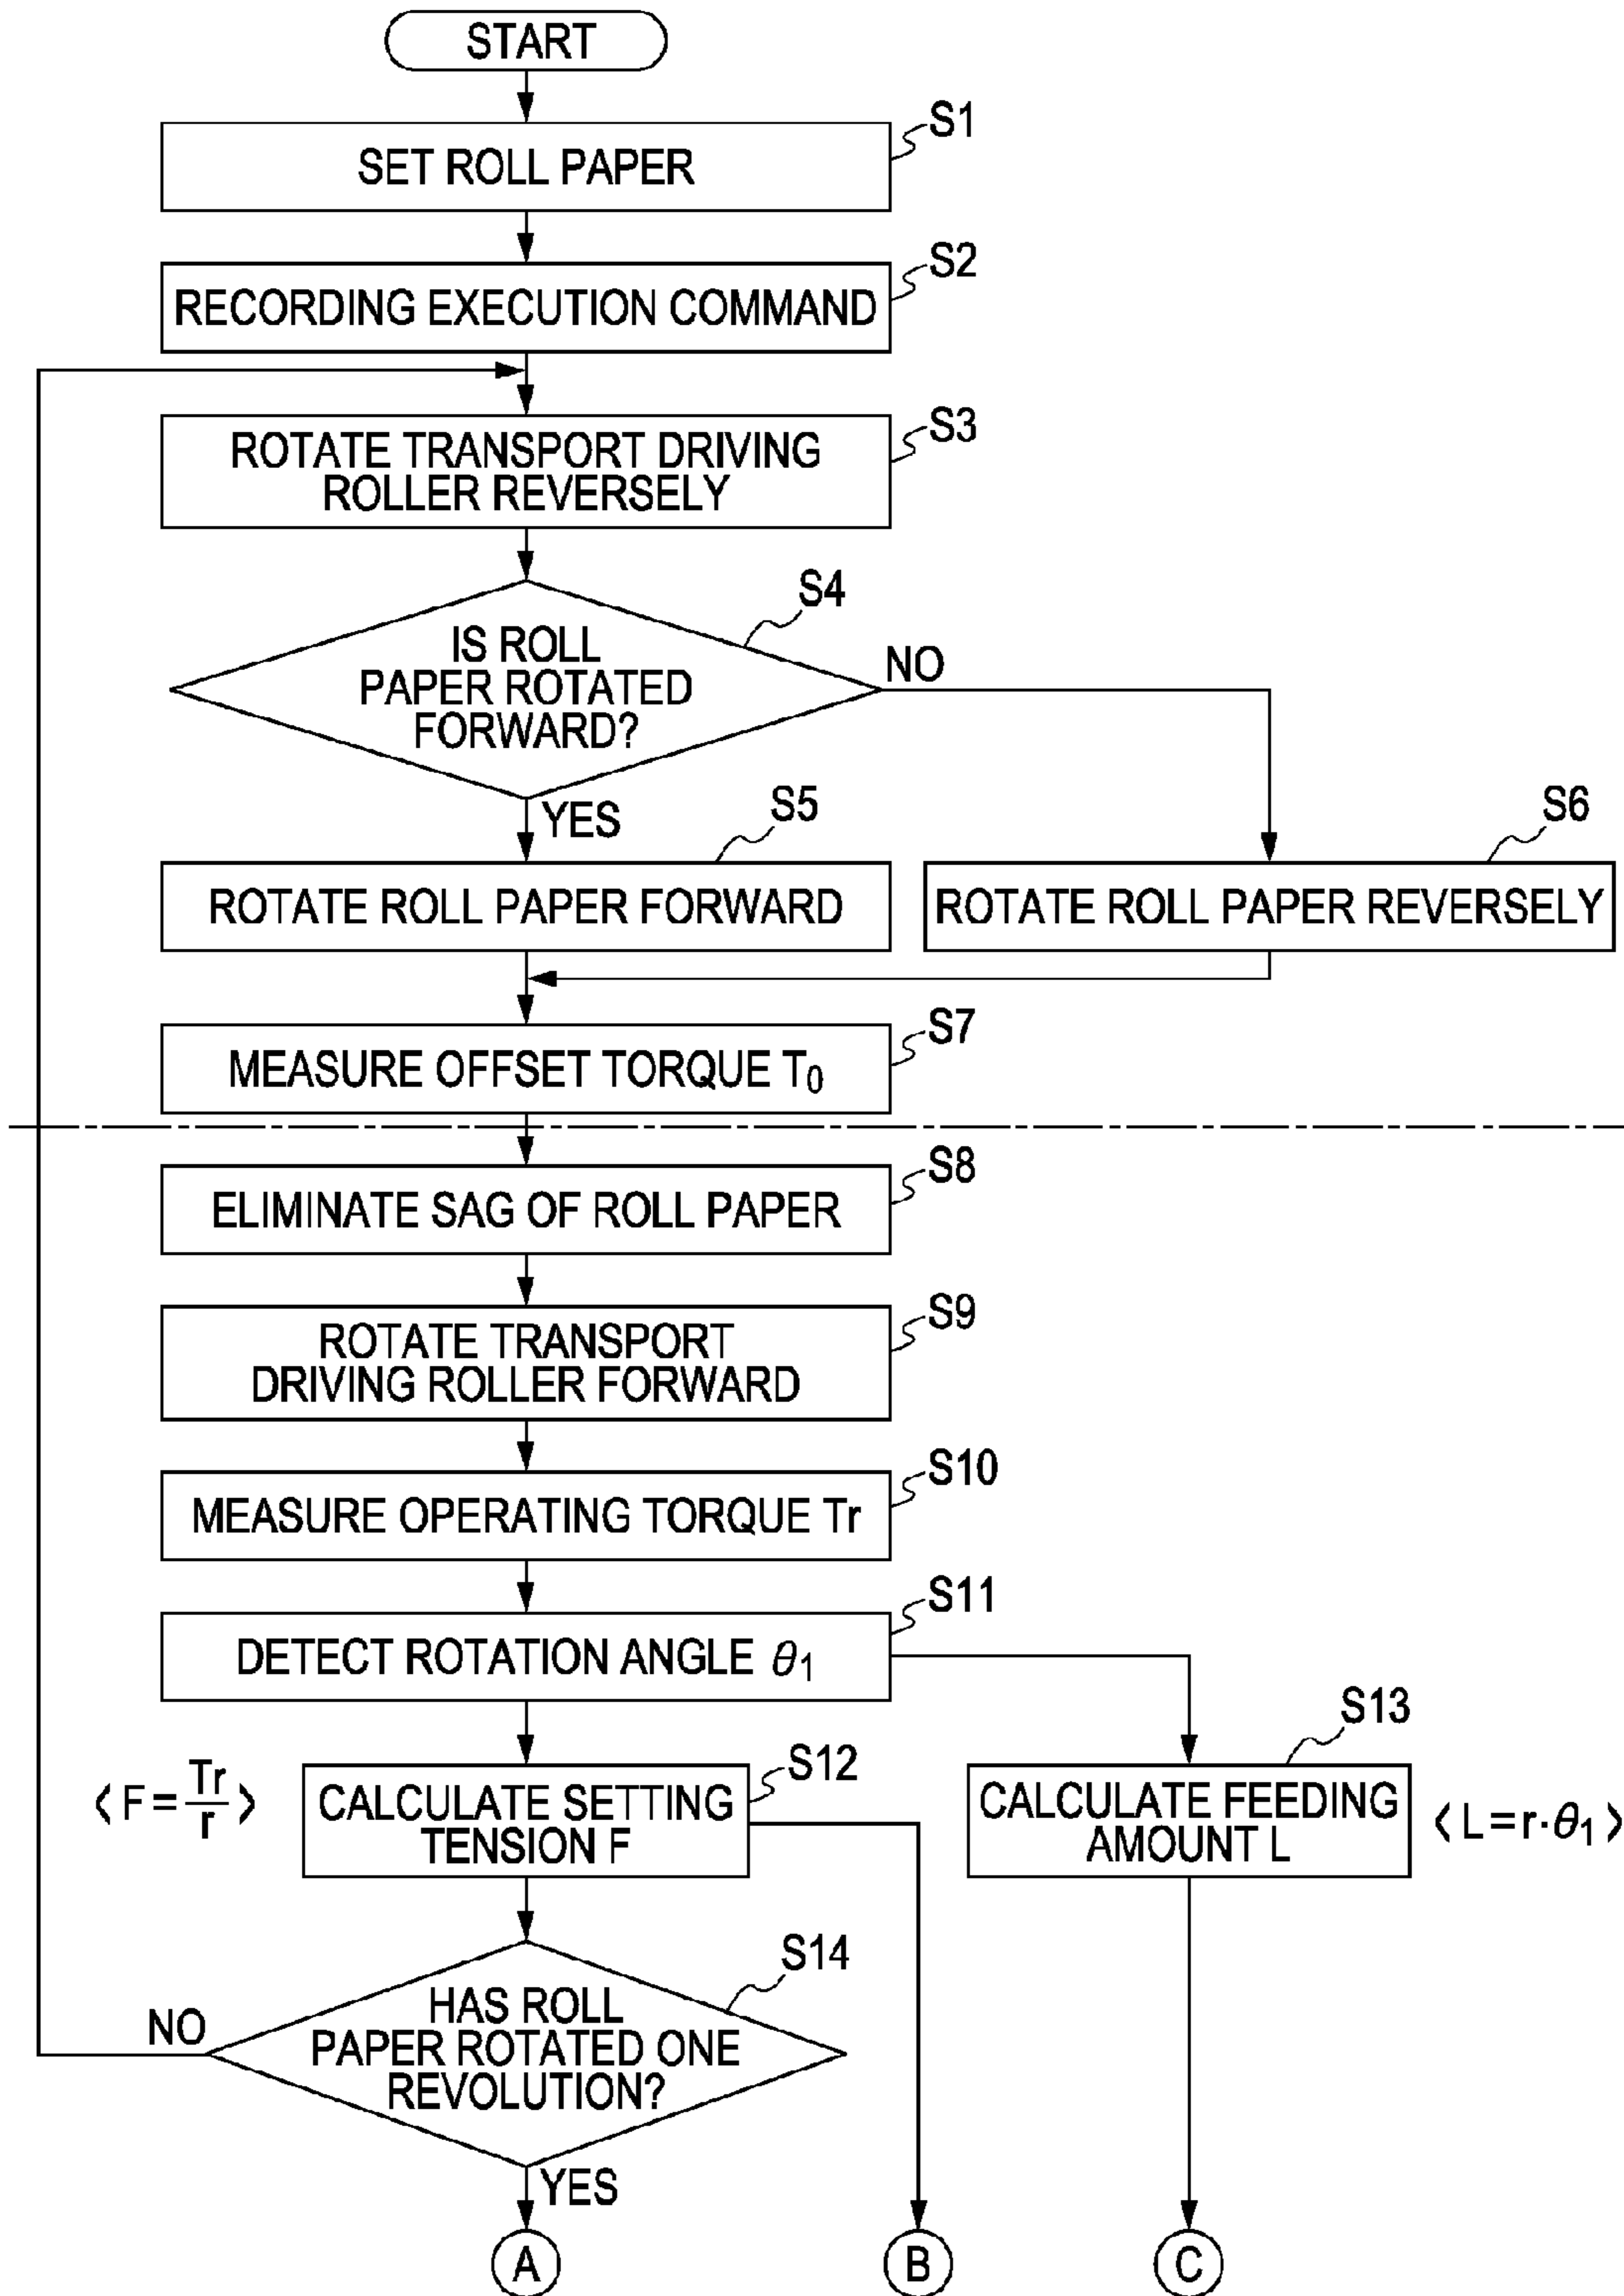 START
S1
SET ROLL PAPER
S2
RECORDING EXECUTION COMMAND
S3
ROTATE TRANSPORT DRIVING
ROLLER REVERSELY
S4
IS ROLL
PAPER ROTATED
FORWARD?
NO
YES
S5
S6
ROTATE ROLL PAPER FORWARD
ROTATE ROLL PAPER REVERSELY
S7
MEASURE OFFSET TORQUE T₀
S8
ELIMINATE SAG OF ROLL PAPER
S9
ROTATE TRANSPORT
DRIVING ROLLER FORWARD
S10
MEASURE OPERATING TORQUE Tr
S11
DETECT ROTATION ANGLE θ₁
S12
S13
⟨F = Tr/r⟩
CALCULATE SETTING
TENSION F
CALCULATE FEEDING
AMOUNT L
⟨L = r·θ₁⟩
S14
HAS ROLL
PAPER ROTATED ONE
REVOLUTION?
NO
YES
A
B
C